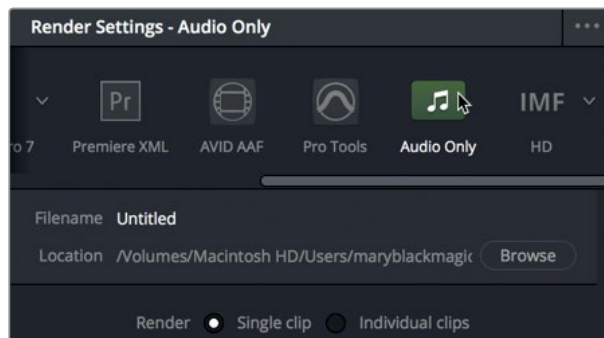 Render Settings - Audio Only
Pr IMF
ro 7 Premiere XML AVID AAF Pro Tools Audio Only HD
Filename Untitled
Location /Volumes/Macintosh HD/Users/maryblackmagic Browse
Render Single clip Individual clips